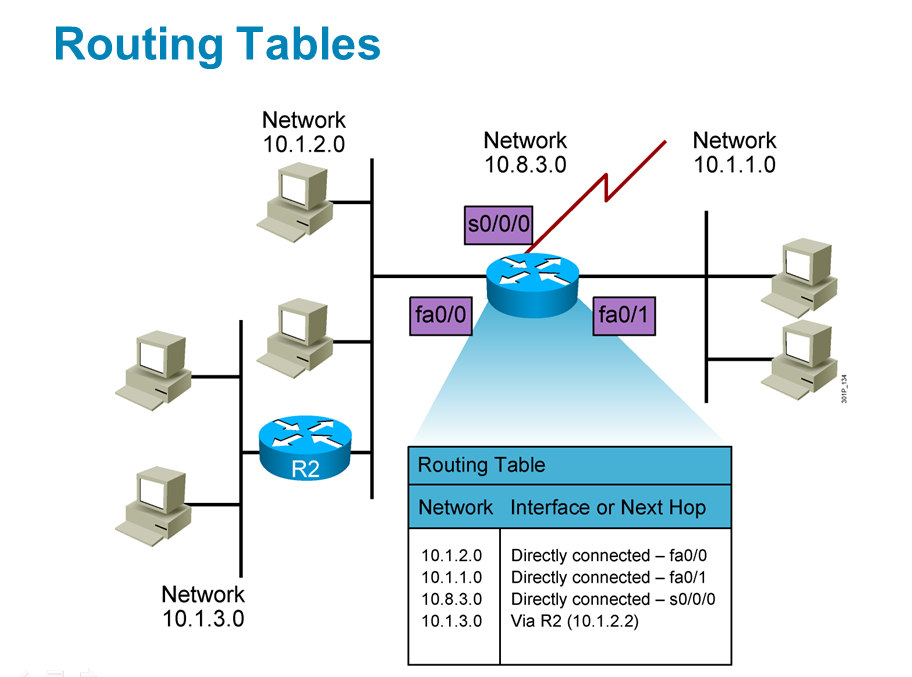 Routing Tables
Network
10.1.2.0
Network
10.8.3.0
Network
10.1.1.0
s0/0/0
fa0/0
fa0/1
R2
Network
10.1.3.0
301P_134
Routing Table
Network Interface or Next Hop
10.1.2.0 Directly connected – fa0/0
10.1.1.0 Directly connected – fa0/1
10.8.3.0 Directly connected – s0/0/0
10.1.3.0 Via R2 (10.1.2.2)